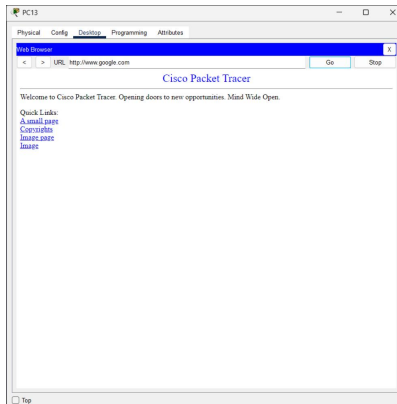 PC13
Physical Config Desktop Programming Attributes
Web Browser X
< > URL http://www.google.com Go Stop
Cisco Packet Tracer
Welcome to Cisco Packet Tracer. Opening doors to new opportunities. Mind Wide Open.
Quick Links:
A small page
Copyrights
Image page
Image
Top